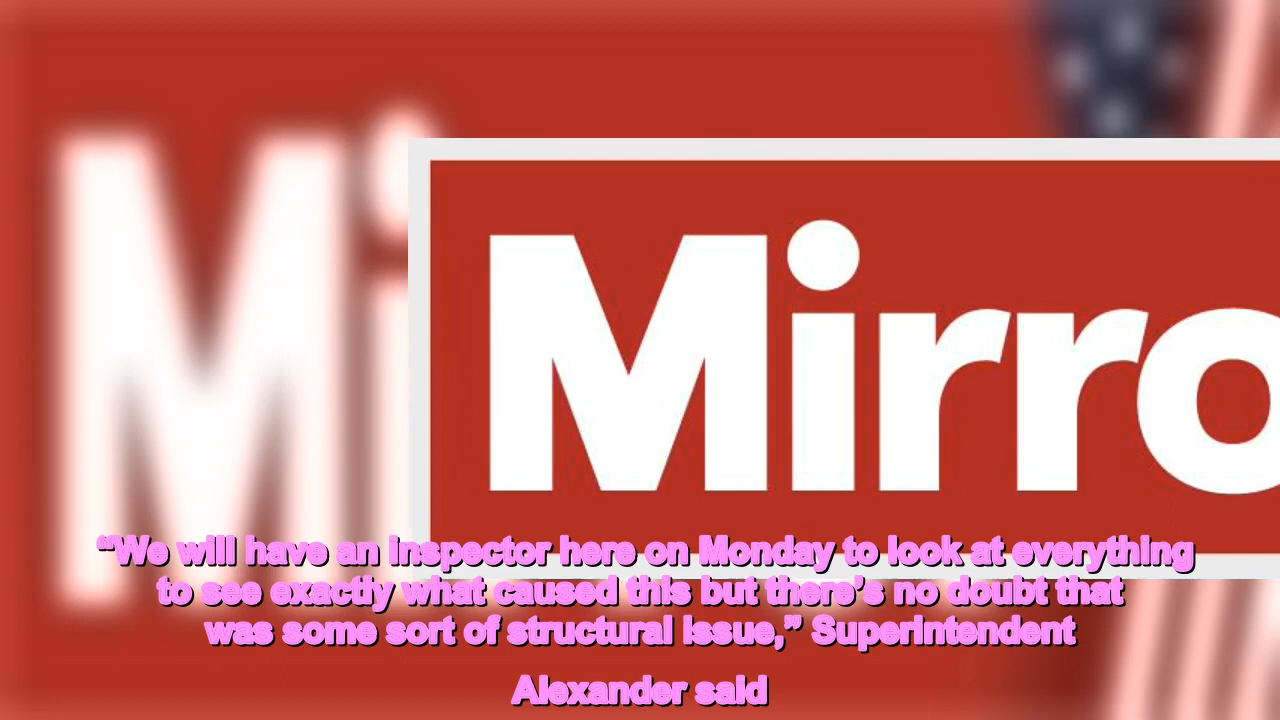 Mi
Mirro
“We will have an inspector here on Monday to look at everything
to see exactly what caused this but there’s no doubt that
was some sort of structural issue,” Superintendent
Alexander said